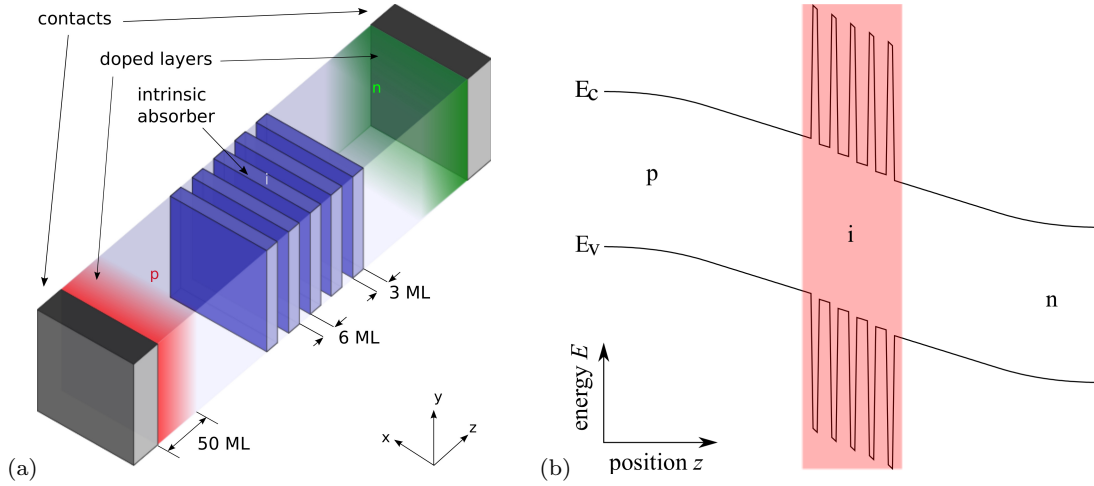 contacts
doped layers
n
intrinsic
absorber
i
p
3 ML
6 ML
50 ML
y
x
z
(a)
E_C
p
i
E_V
n
energy E
position z
(b)